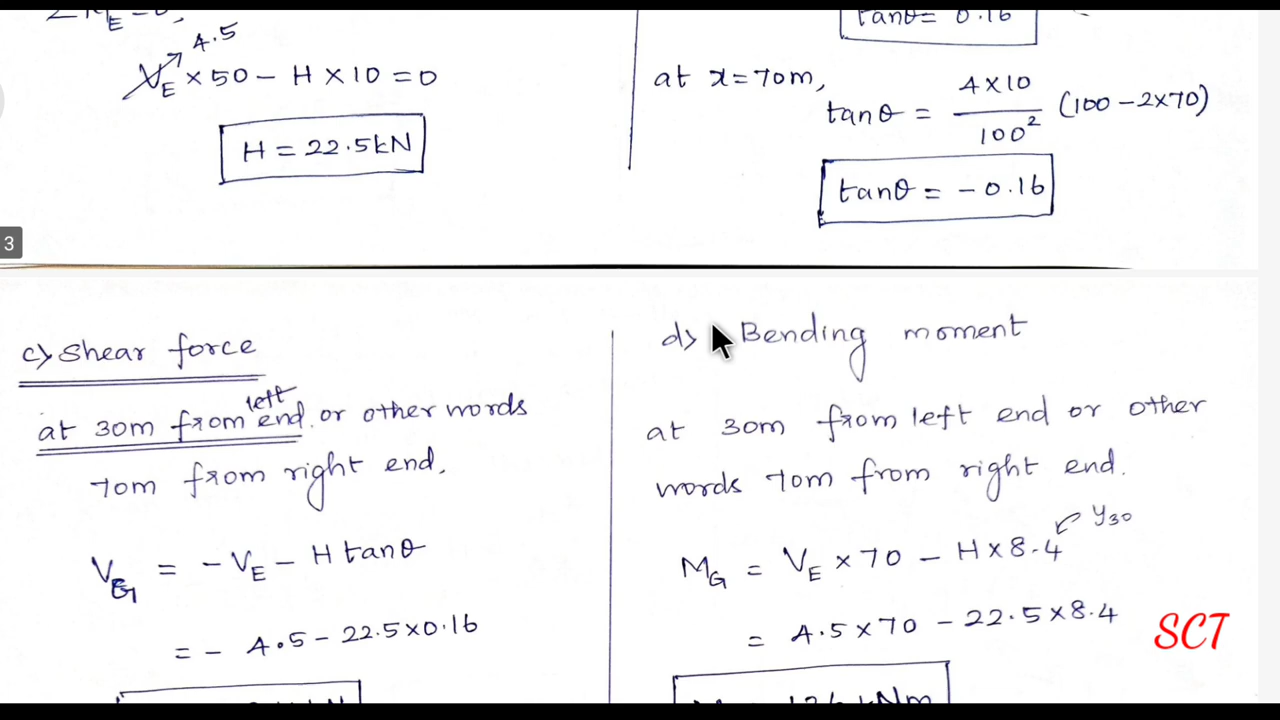 ΣM_E = 0,
4.5
V_E × 50 − H × 10 = 0
H = 22.5kN
tanθ = 0.16
at x = 70m,
tanθ = 4×10/100² (100 − 2×70)
tanθ = − 0.16
3
c) Shear force
left
at 30m from end. or other words
70m from right end.
V_G = − V_E − H tanθ
= − 4.5 − 22.5×0.16
d) Bending moment
at 30m from left end or other
words 70m from right end.
y₃₀
M_G = V_E × 70 − H × 8.4
= 4.5 × 70 − 22.5 × 8.4
SCT